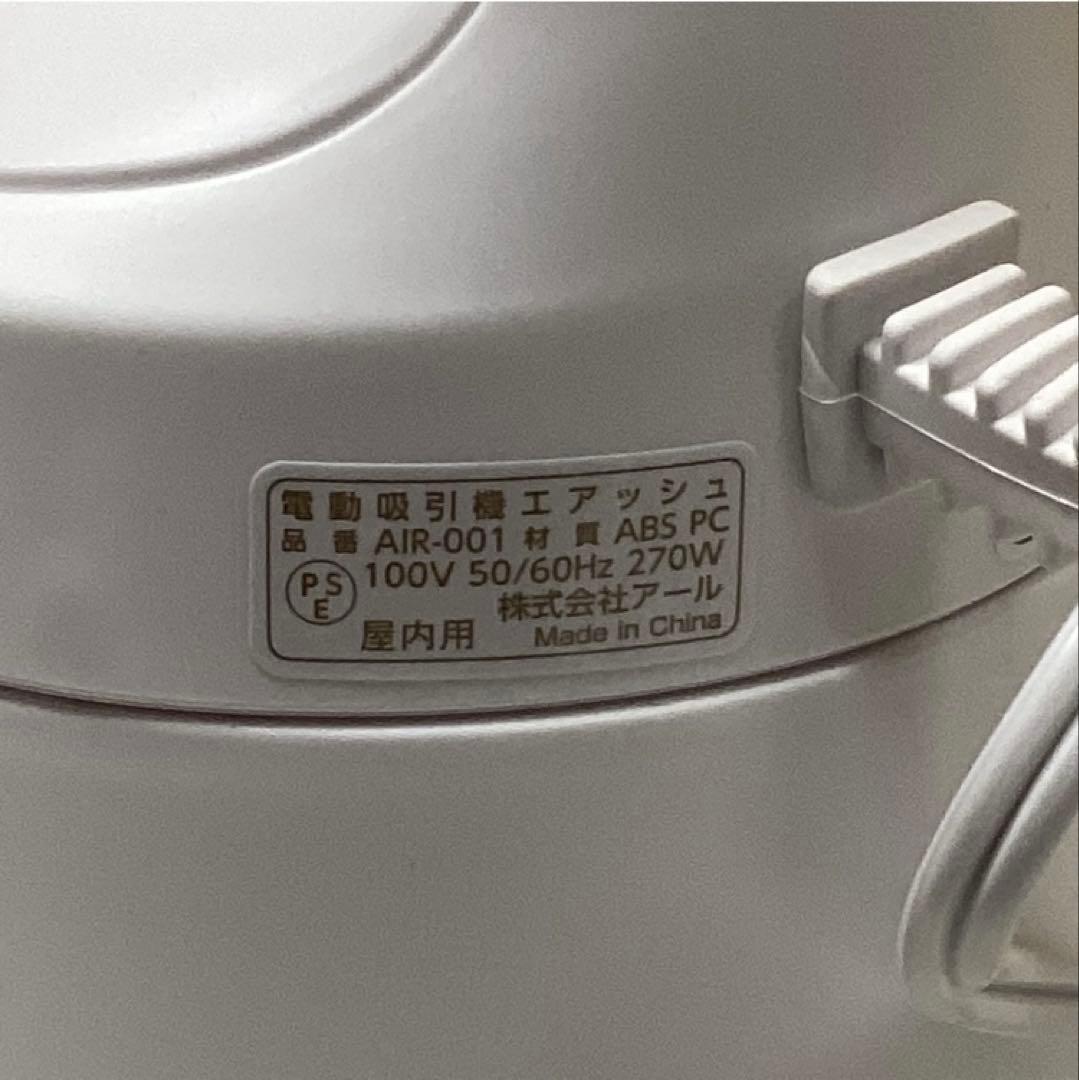 電動吸引機エアッシュ
品番 AIR-001 材質 ABS PC
PSE 100V 50/60Hz 270W
株式会社アール
屋内用 Made in China